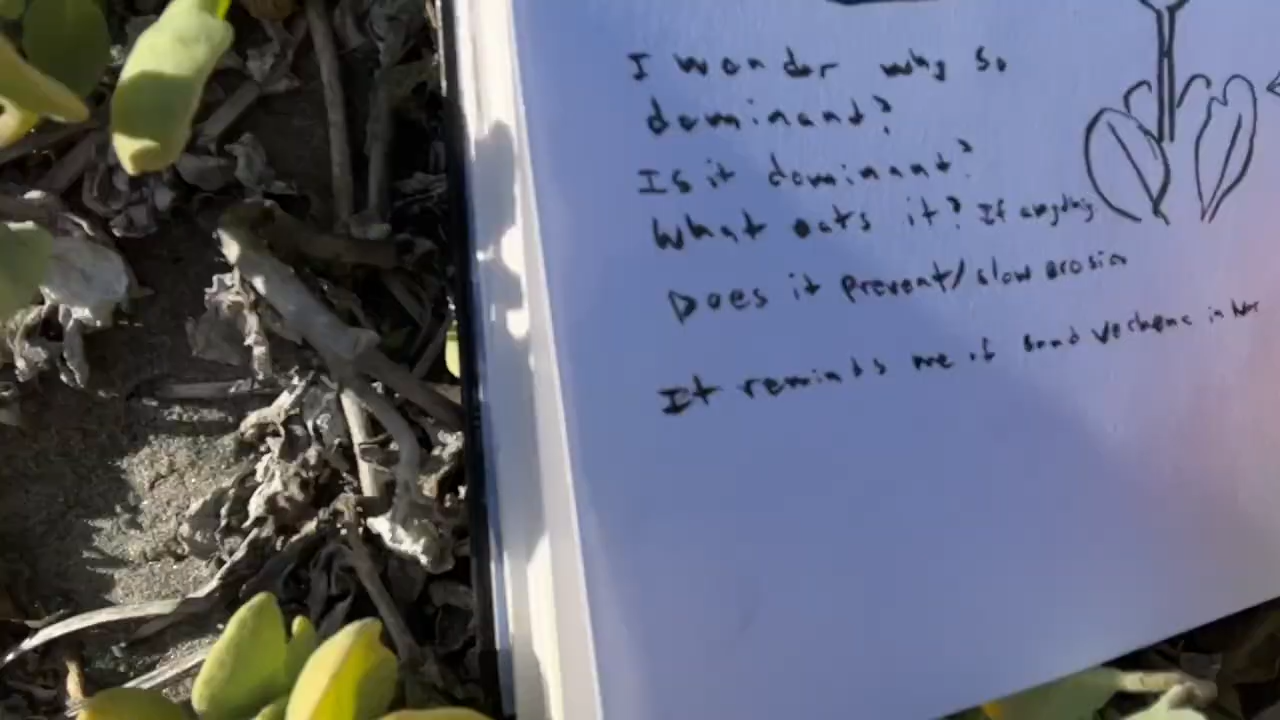 I wonder why so
dominant?
Is it dominant?
What eats it? If anything
Does it prevent/slow erosion
It reminds me of sand verbena in